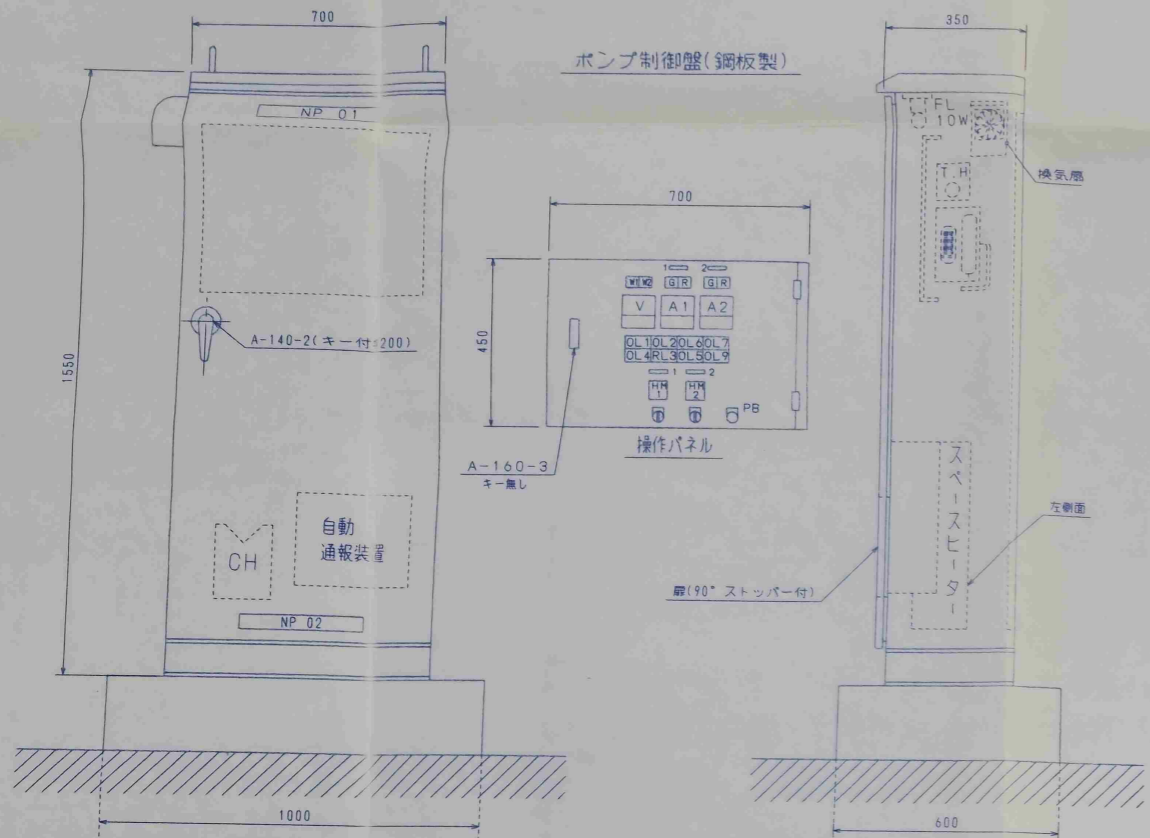 ポンプ制御盤(鋼板製)
700
NP 01
A-140-2(キー付 200)
1550
自動
通報装置
CH
NP 02
1000
700
450
1 2
W1 W2 G R G R
V A1 A2
OL1 OL2 OL6 OL7
OL4 RL3 OL5 OL9
1 2
HM HM
1 2
PB
操作パネル
A-160-3
キー無し
350
FL
10W
換気扇
T.H
スペースヒーター
左側面
扉(90° ストッパー付)
600